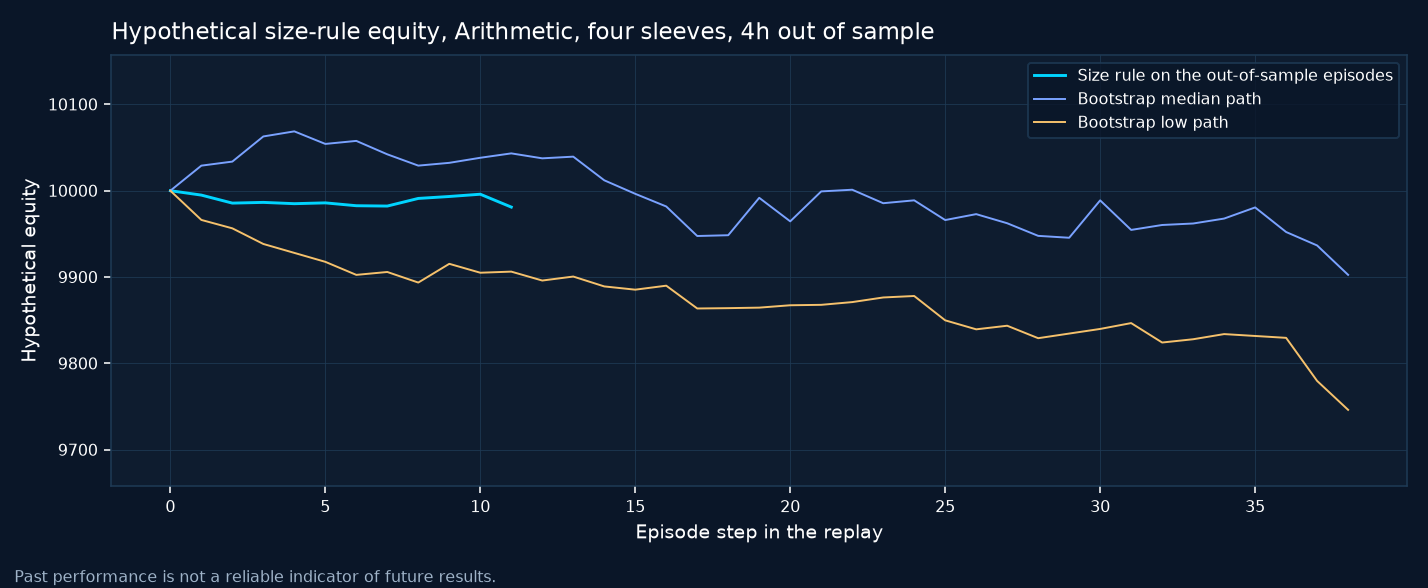 Hypothetical size-rule equity, Arithmetic, four sleeves, 4h out of sample
Size rule on the out-of-sample episodes
Bootstrap median path
Bootstrap low path
Hypothetical equity
10100
10000
9900
9800
9700
0 5 10 15 20 25 30 35
Episode step in the replay
Past performance is not a reliable indicator of future results.